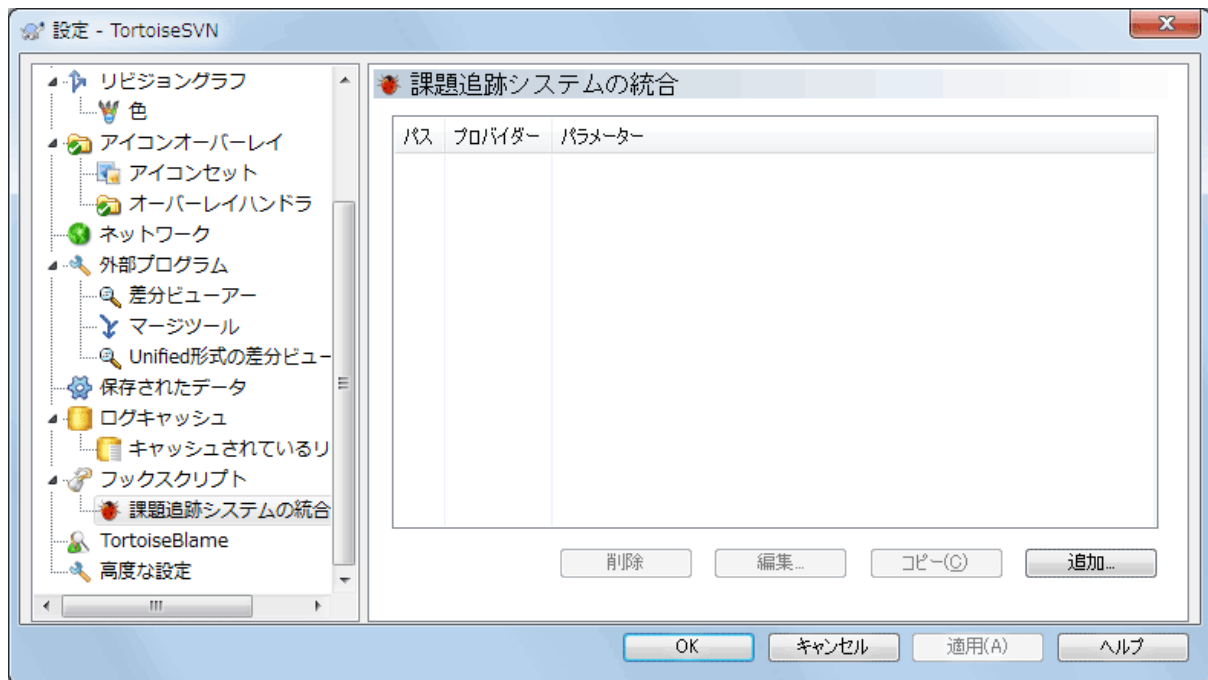 設定 - TortoiseSVN
リビジョングラフ
色
アイコンオーバーレイ
アイコンセット
オーバーレイハンドラ
ネットワーク
外部プログラム
差分ビューアー
マージツール
Unified形式の差分ビュー
保存されたデータ
ログキャッシュ
キャッシュされているリ
フックスクリプト
課題追跡システムの統合
TortoiseBlame
高度な設定
課題追跡システムの統合
パス プロバイダー パラメーター
削除 編集... コピー(C) 追加...
OK キャンセル 適用(A) ヘルプ